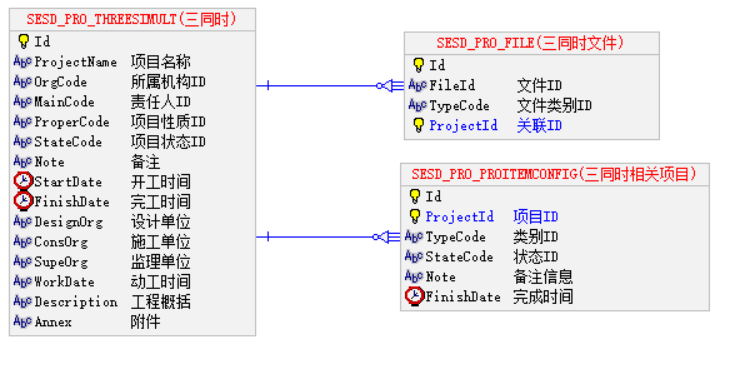 SESD_PRO_THREESIMULT(三同时)
Id
ProjectName 项目名称
OrgCode 所属机构ID
MainCode 责任人ID
ProperCode 项目性质ID
StateCode 项目状态ID
Note 备注
StartDate 开工时间
FinishDate 完工时间
DesignOrg 设计单位
ConsOrg 施工单位
SupeOrg 监理单位
WorkDate 动工时间
Description 工程概括
Annex 附件
SESD_PRO_FILE(三同时文件)
Id
FileId 文件ID
TypeCode 文件类别ID
ProjectId 关联ID
SESD_PRO_PROITEMCONFIG(三同时相关项目)
Id
ProjectId 项目ID
TypeCode 类别ID
StateCode 状态ID
Note 备注信息
FinishDate 完成时间